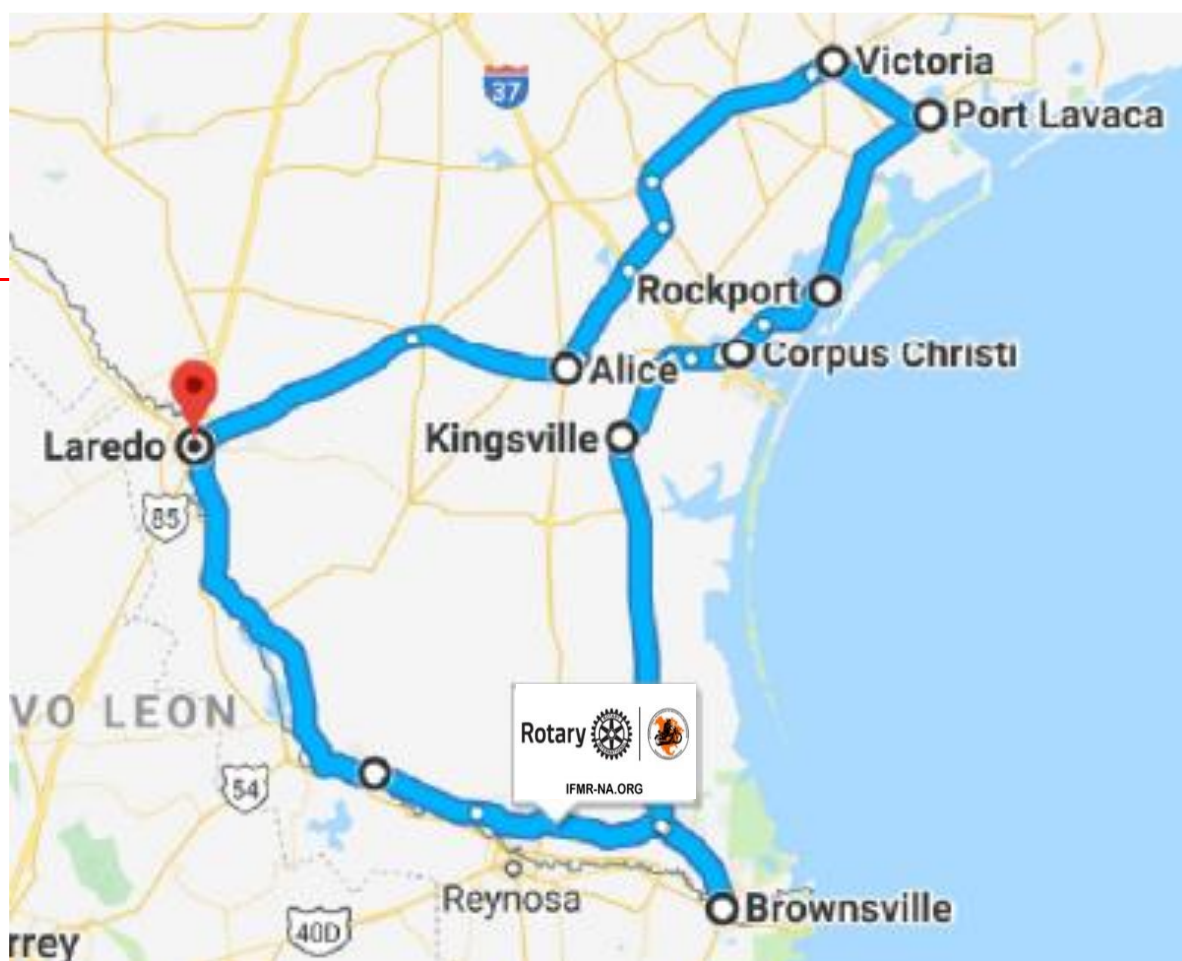 Victoria
37
Port Lavaca
Rockport
Corpus Christi
Alice
Kingsville
Laredo
85
VO LEON
Rotary
IFMR-NA.ORG
54
Reynosa
Brownsville
40D
rrey